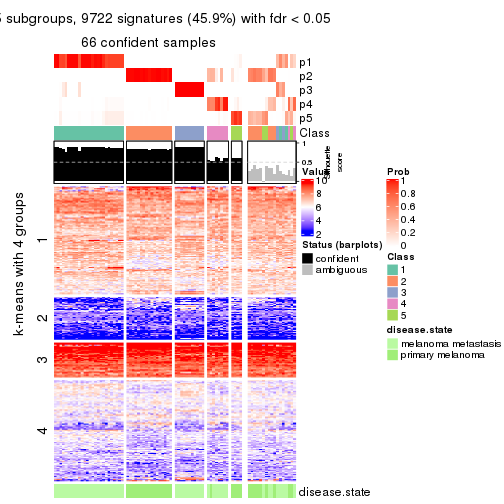 5 subgroups, 9722 signatures (45.9%) with fdr < 0.05
66 confident samples
p1
p2
p3
p4
p5
Class
1
0.5
0
silhouette
score
k-means with 4 groups
1
2
3
4
disease.state
Value
10
8
6
4
2
Status (barplots)
confident
ambiguous
Prob
1
0.8
0.6
0.4
0.2
0
Class
1
2
3
4
5
disease.state
melanoma metastasis
primary melanoma